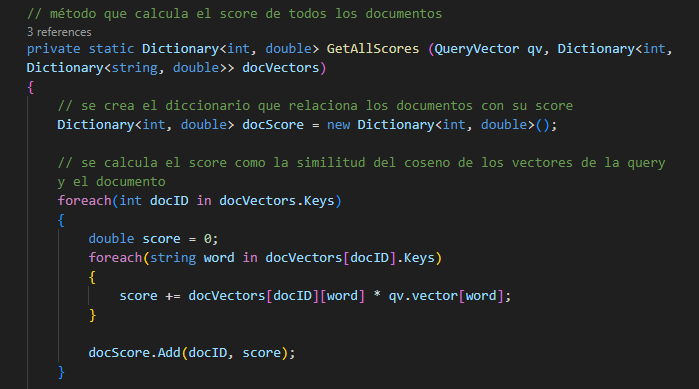 // método que calcula el score de todos los documentos
3 references
private static Dictionary<int, double> GetAllScores (QueryVector qv, Dictionary<int,
Dictionary<string, double>> docVectors)
{
// se crea el diccionario que relaciona los documentos con su score
Dictionary<int, double> docScore = new Dictionary<int, double>();
// se calcula el score como la similitud del coseno de los vectores de la query
y el documento
foreach(int docID in docVectors.Keys)
{
double score = 0;
foreach(string word in docVectors[docID].Keys)
{
score += docVectors[docID][word] * qv.vector[word];
}
docScore.Add(docID, score);
}